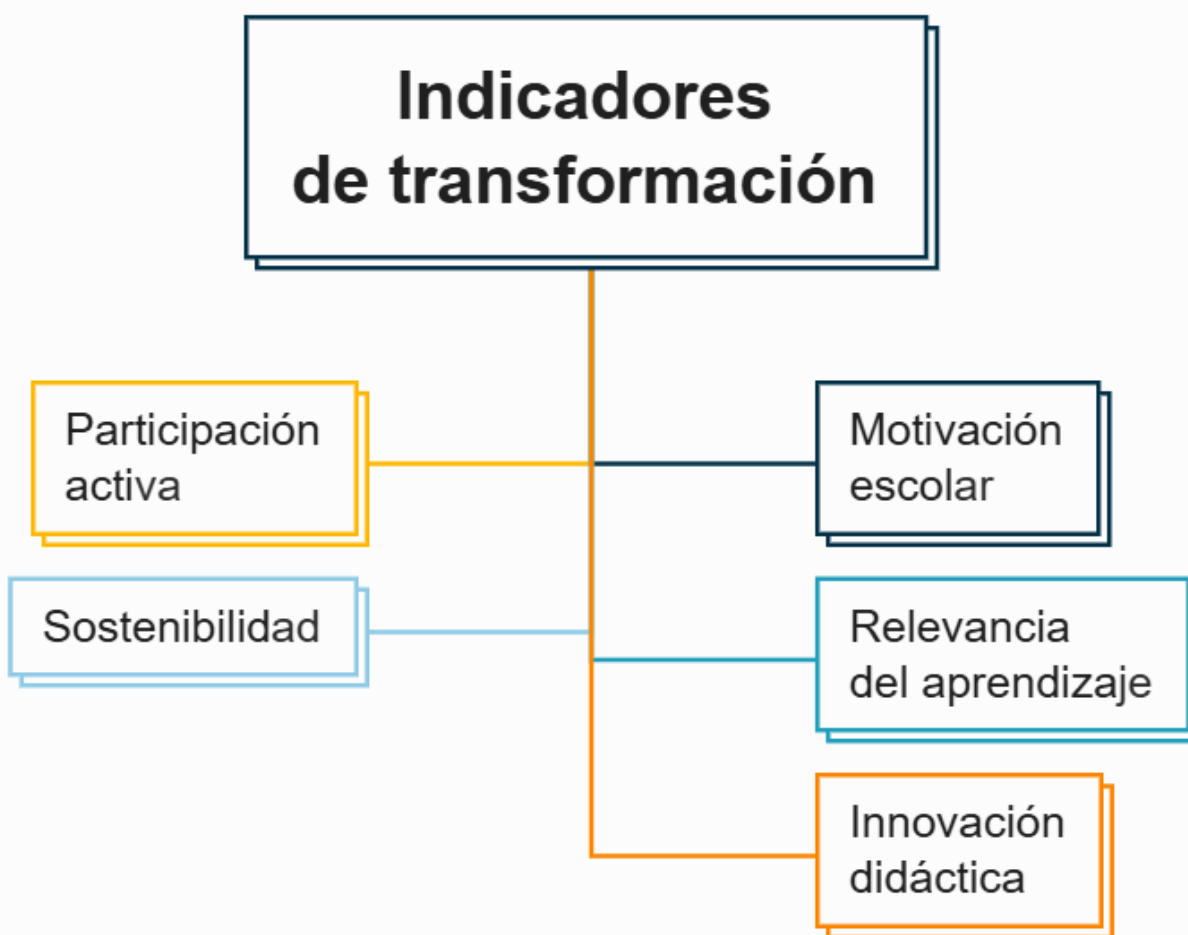 Indicadores
de transformación
Participación
activa
Sostenibilidad
Motivación
escolar
Relevancia
del aprendizaje
Innovación
didáctica